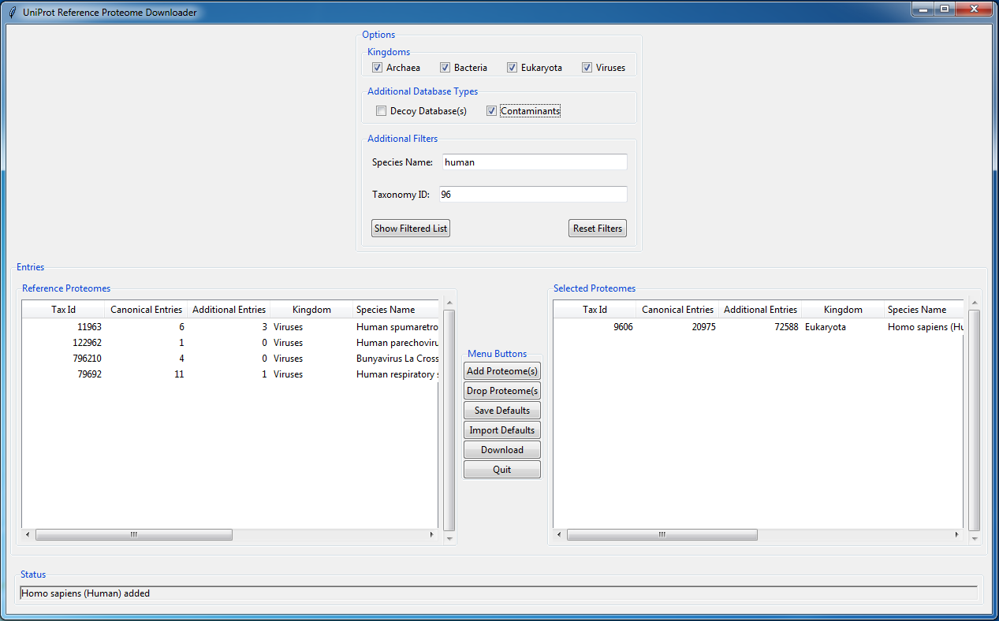 UniProt Reference Proteome Downloader
Options
Kingdoms
Archaea Bacteria Eukaryota Viruses
Additional Database Types
Decoy Database(s) Contaminants
Additional Filters
Species Name: human
Taxonomy ID: 96
Show Filtered List Reset Filters
Entries
Reference Proteomes
Tax Id Canonical Entries Additional Entries Kingdom Species Name
11963 6 3 Viruses Human spumaretro
122962 1 0 Viruses Human parechoviru
796210 4 0 Viruses Bunyavirus La Cross
79692 11 1 Viruses Human respiratory s
Menu Buttons
Add Proteome(s)
Drop Proteome(s
Save Defaults
Import Defaults
Download
Quit
Selected Proteomes
Tax Id Canonical Entries Additional Entries Kingdom Species Name
9606 20975 72588 Eukaryota Homo sapiens (Hu
Status
Homo sapiens (Human) added